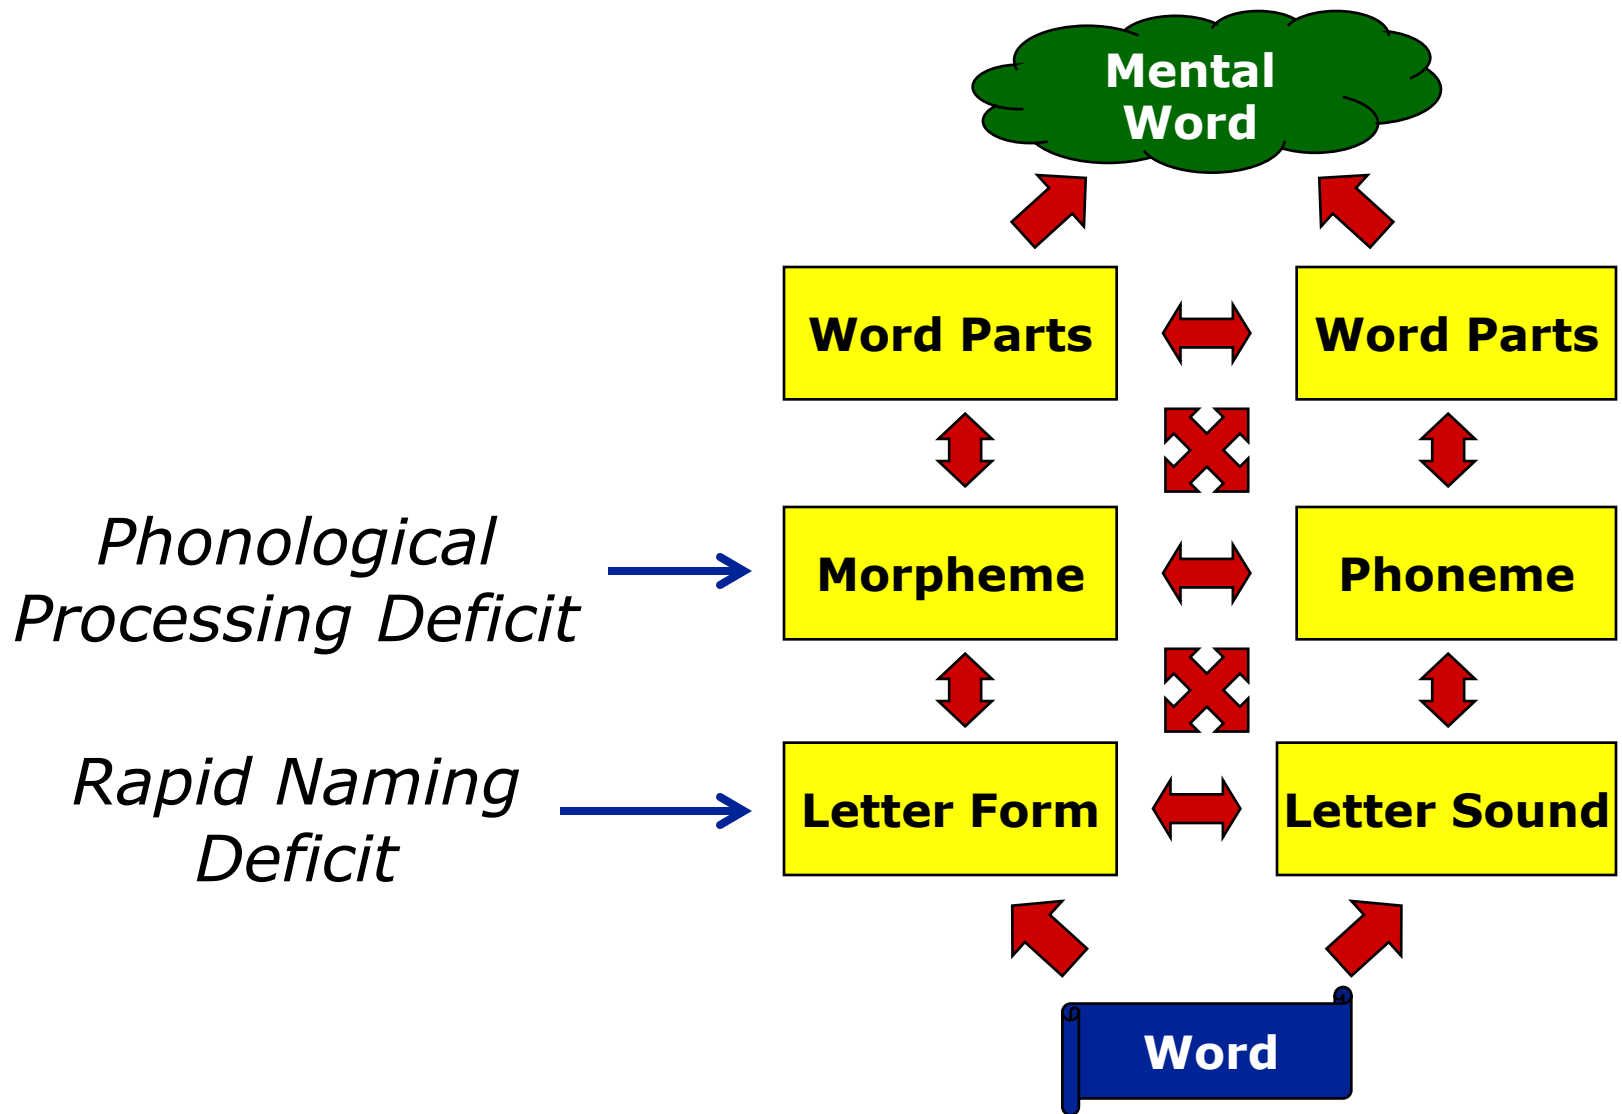 Mental
Word
Word Parts
Word Parts
Phonological
Processing Deficit
Morpheme
Phoneme
Rapid Naming
Deficit
Letter Form
Letter Sound
Word